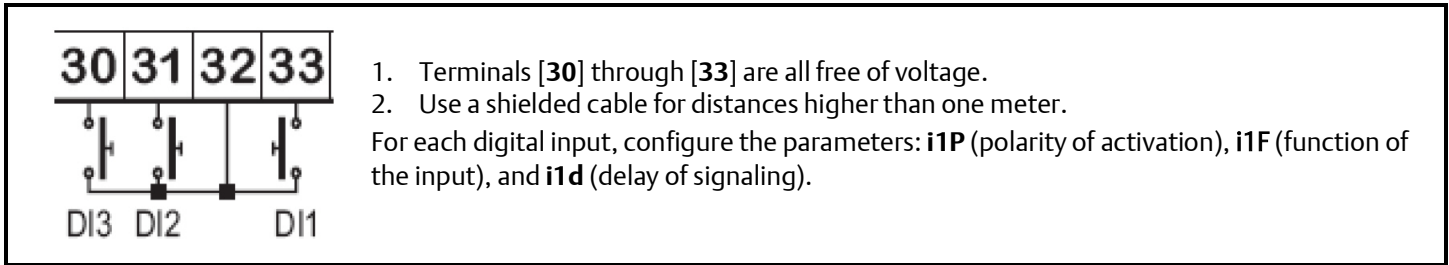 30 31 32 33
DI3 DI2 DI1
1. Terminals [30] through [33] are all free of voltage.
2. Use a shielded cable for distances higher than one meter.
For each digital input, configure the parameters: i1P (polarity of activation), i1F (function of
the input), and i1d (delay of signaling).